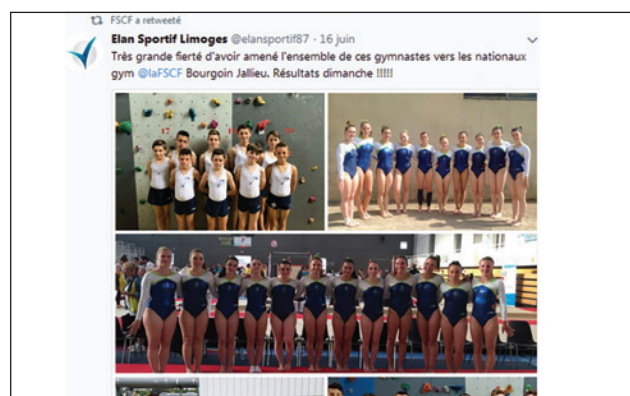 FSCF a retweeté
Elan Sportif Limoges @elansportif87 · 16 juin
Très grande fierté d'avoir amené l'ensemble de ces gymnastes vers les nationaux
gym @laFSCF Bourgoin Jallieu. Résultats dimanche !!!!!